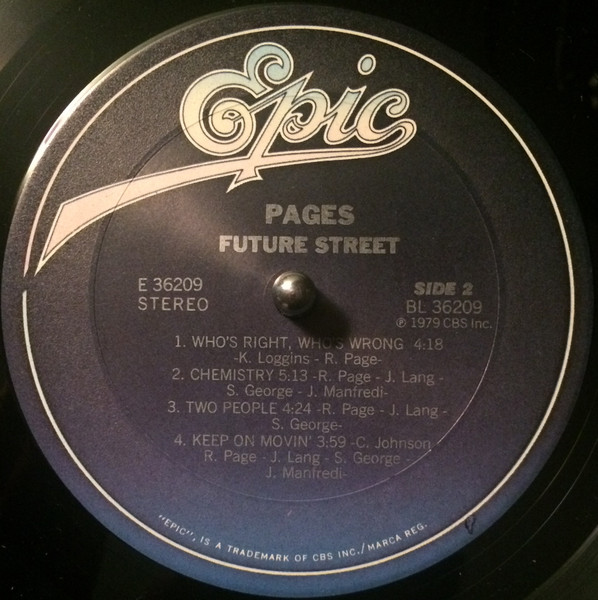 Epic
PAGES
FUTURE STREET
E 36209
STEREO
SIDE 2
BL 36209
℗ 1979 CBS Inc.
1. WHO'S RIGHT, WHO'S WRONG 4:18
-K. Loggins - R. Page-
2. CHEMISTRY 5:13 -R. Page - J. Lang -
S. George - J. Manfredi-
3. TWO PEOPLE 4:24 -R. Page - J. Lang -
S. George-
4. KEEP ON MOVIN' 3:59 -C. Johnson
R. Page - J. Lang - S. George -
J. Manfredi-
"EPIC", IS A TRADEMARK OF CBS INC./MARCA REG.